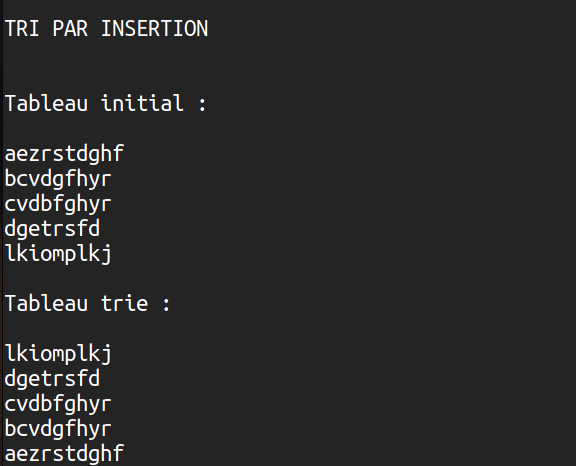 TRI PAR INSERTION
Tableau initial :
aezrstdghf
bcvdgfhyr
cvdbfghyr
dgetrsfd
lkiomplkj
Tableau trie :
lkiomplkj
dgetrsfd
cvdbfghyr
bcvdgfhyr
aezrstdghf